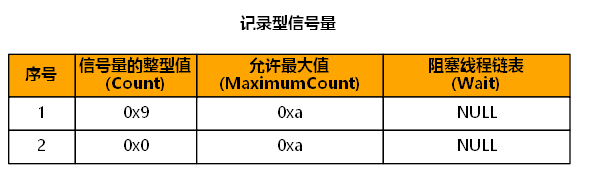 记录型信号量
序号 信号量的整型值 (Count) 允许最大值 (MaximumCount) 阻塞线程链表 (Wait)
1 0x9 0xa NULL
2 0x0 0xa NULL